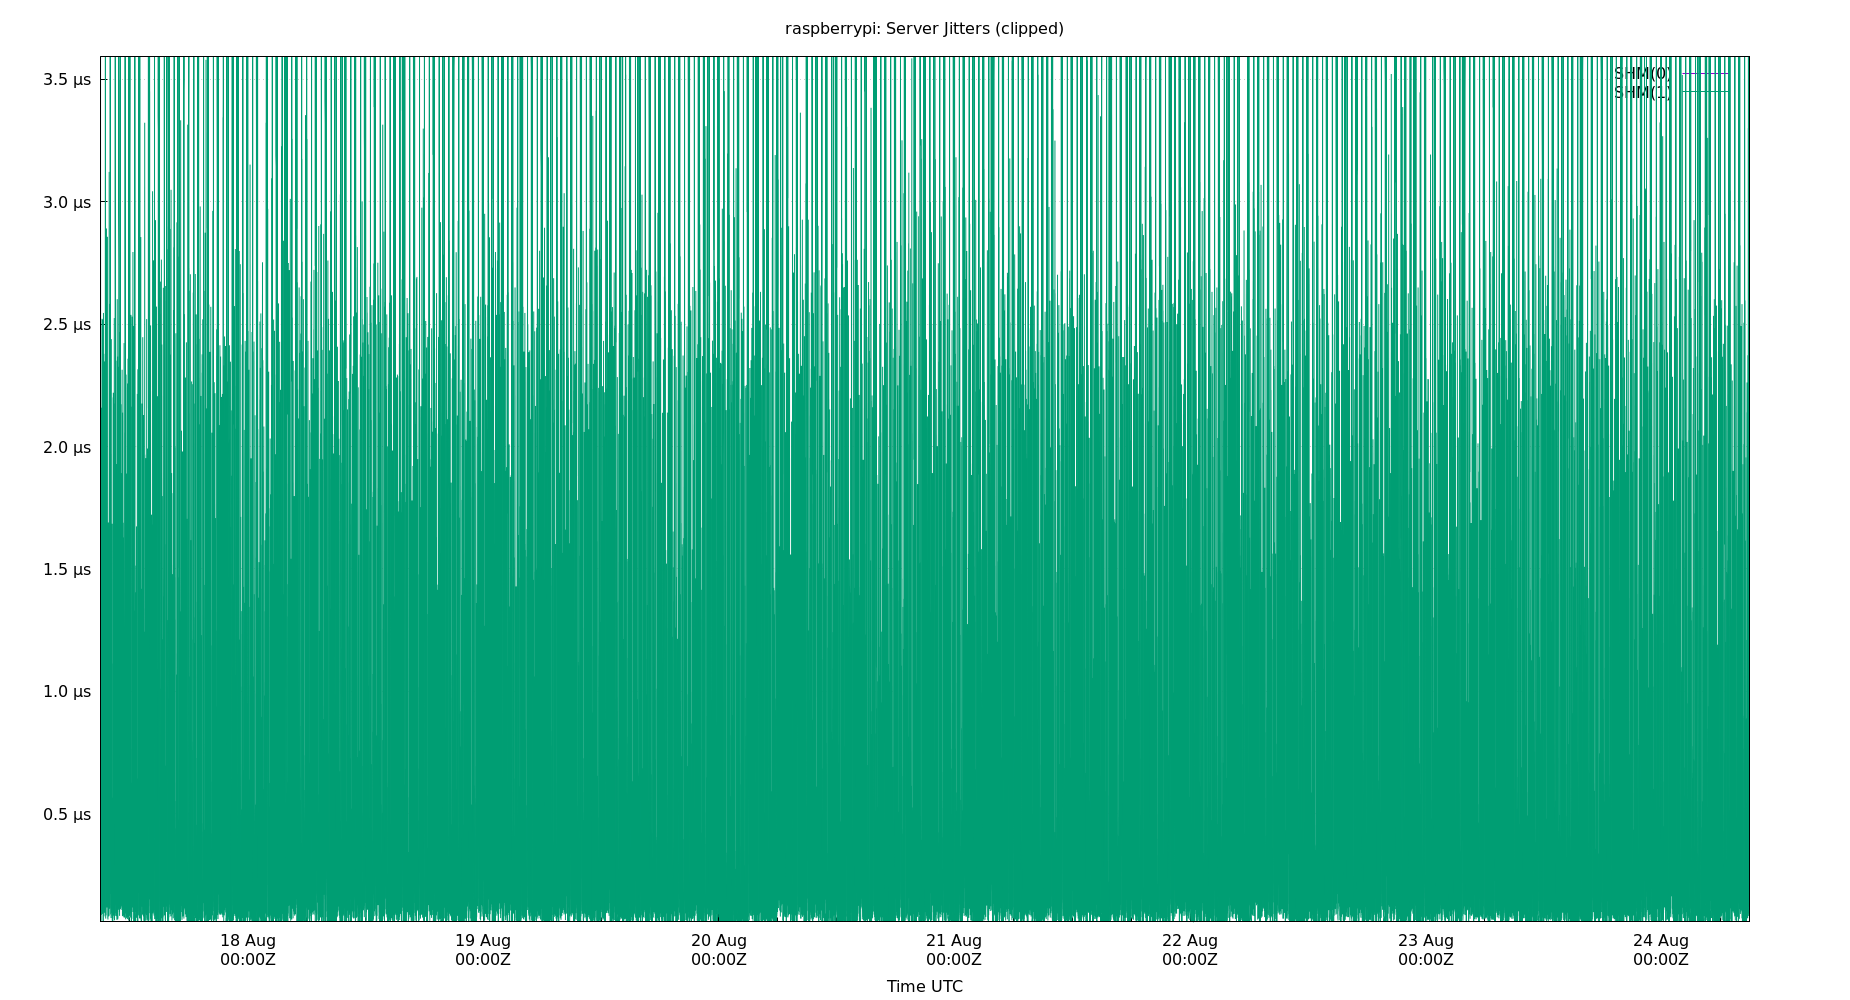 raspberrypi: Server Jitters (clipped)
3.5 µs
3.0 µs
2.5 µs
2.0 µs
1.5 µs
1.0 µs
0.5 µs
SHM(0)
SHM(1)
18 Aug 19 Aug 20 Aug 21 Aug 22 Aug 23 Aug 24 Aug
00:00Z 00:00Z 00:00Z 00:00Z 00:00Z 00:00Z 00:00Z
Time UTC